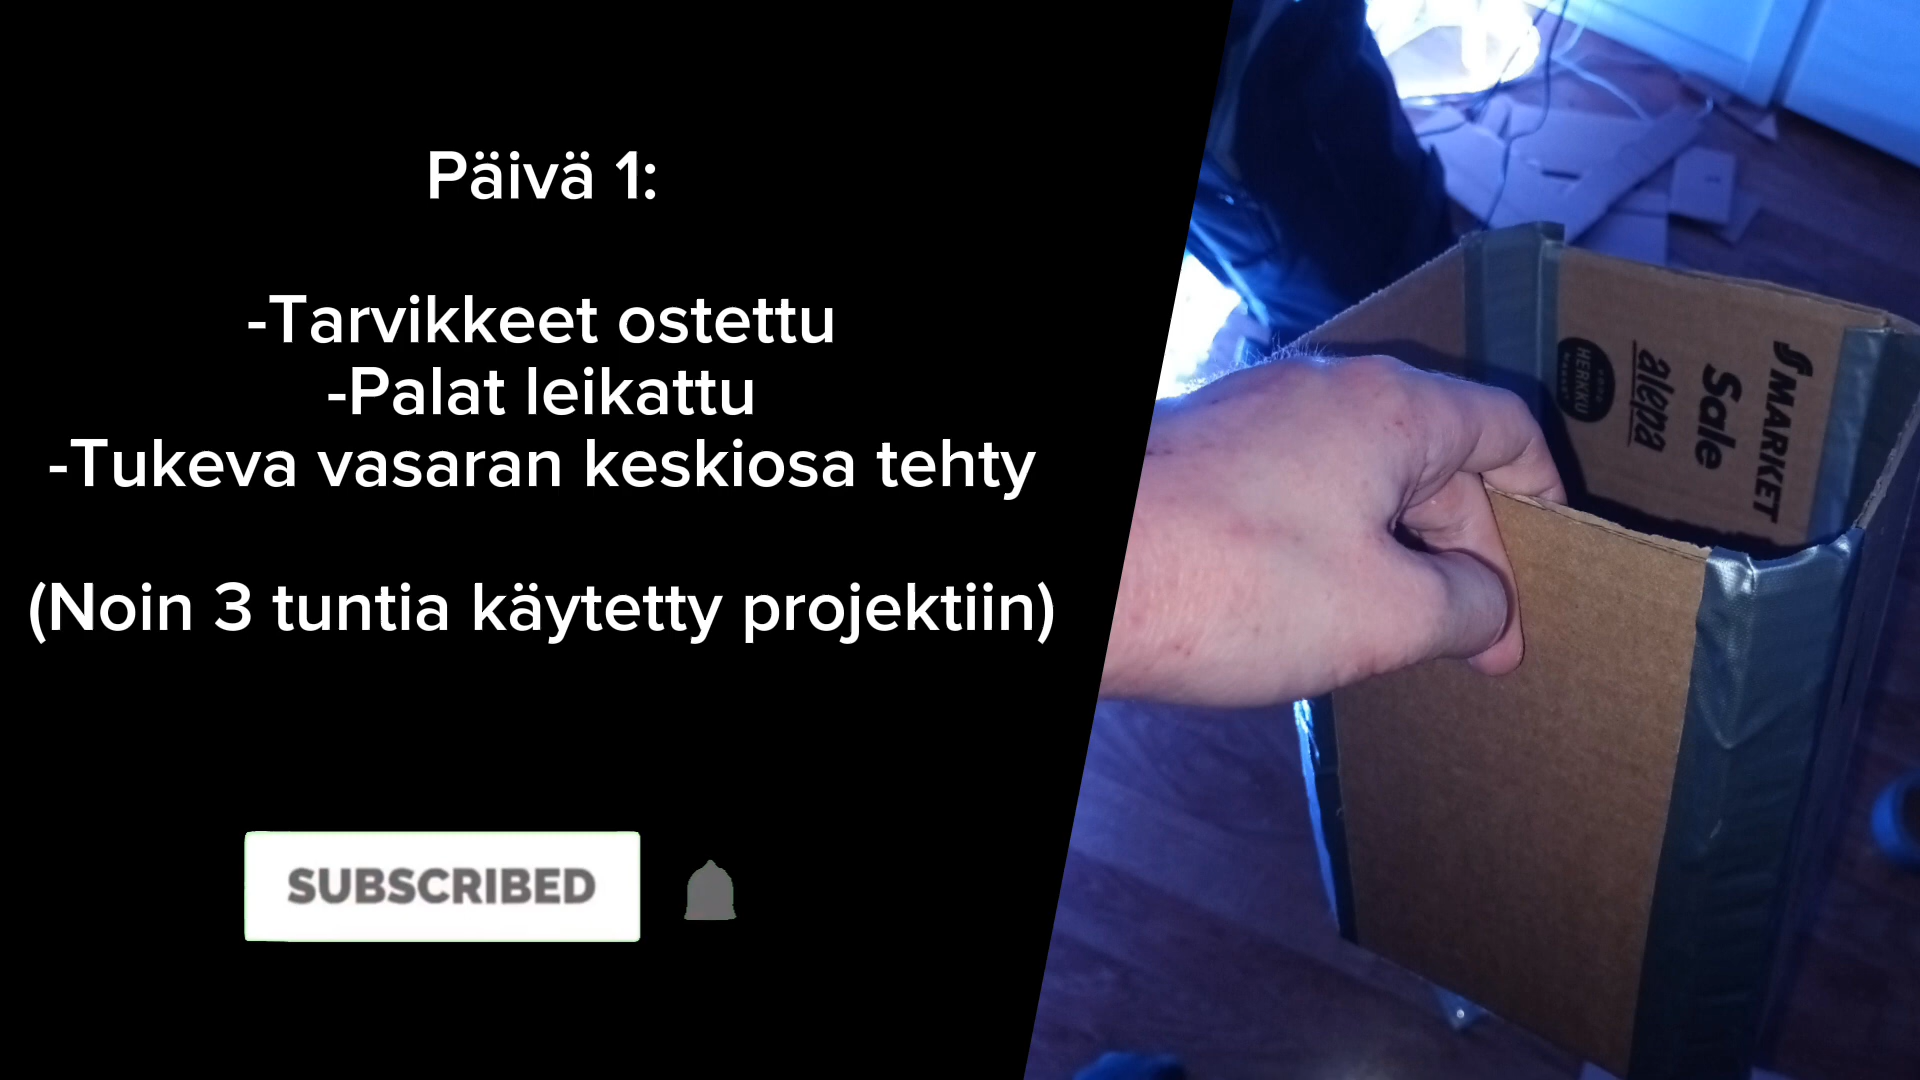 Päivä 1:
-Tarvikkeet ostettu
-Palat leikattu
-Tukeva vasaran keskiosa tehty
(Noin 3 tuntia käytetty projektiin)
SUBSCRIBED
S MARKET
Sale
alepa
HERKKU